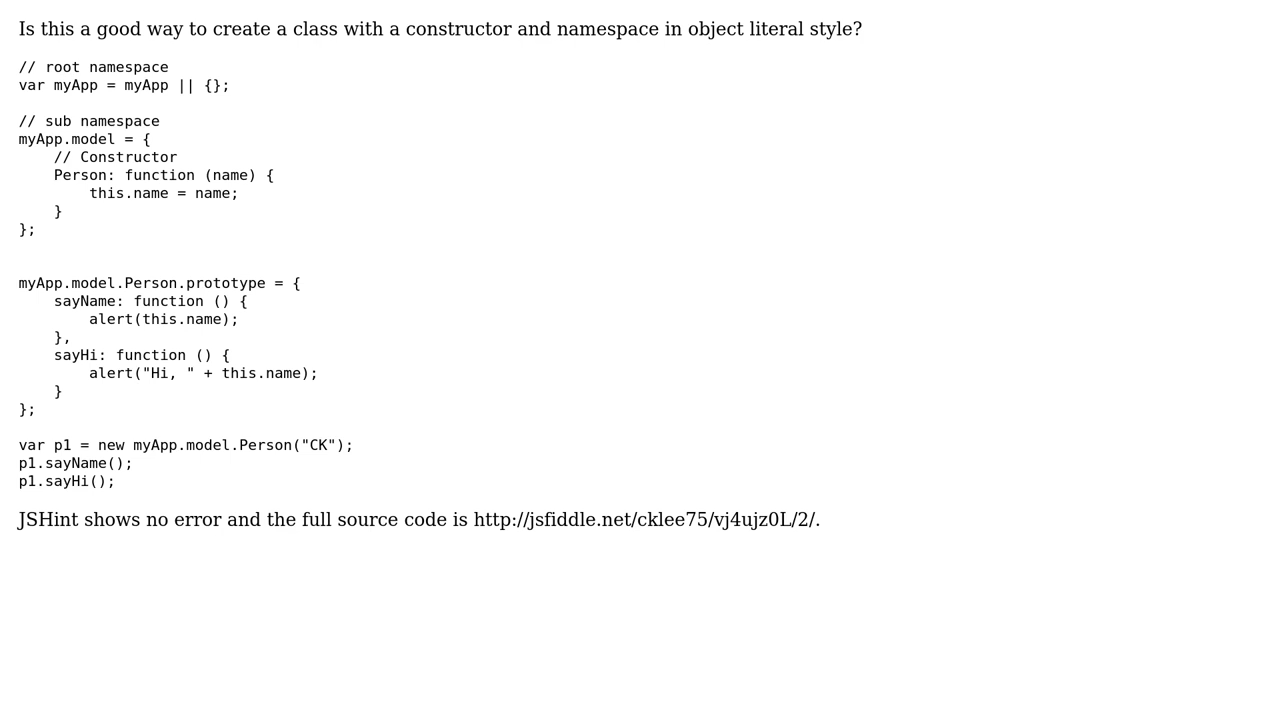 Is this a good way to create a class with a constructor and namespace in object literal style?
// root namespace
var myApp = myApp || {};
// sub namespace
myApp.model = {
    // Constructor
    Person: function (name) {
        this.name = name;
    }
};
myApp.model.Person.prototype = {
    sayName: function () {
        alert(this.name);
    },
    sayHi: function () {
        alert("Hi, " + this.name);
    }
};
var p1 = new myApp.model.Person("CK");
p1.sayName();
p1.sayHi();
JSHint shows no error and the full source code is http://jsfiddle.net/cklee75/vj4ujz0L/2/.